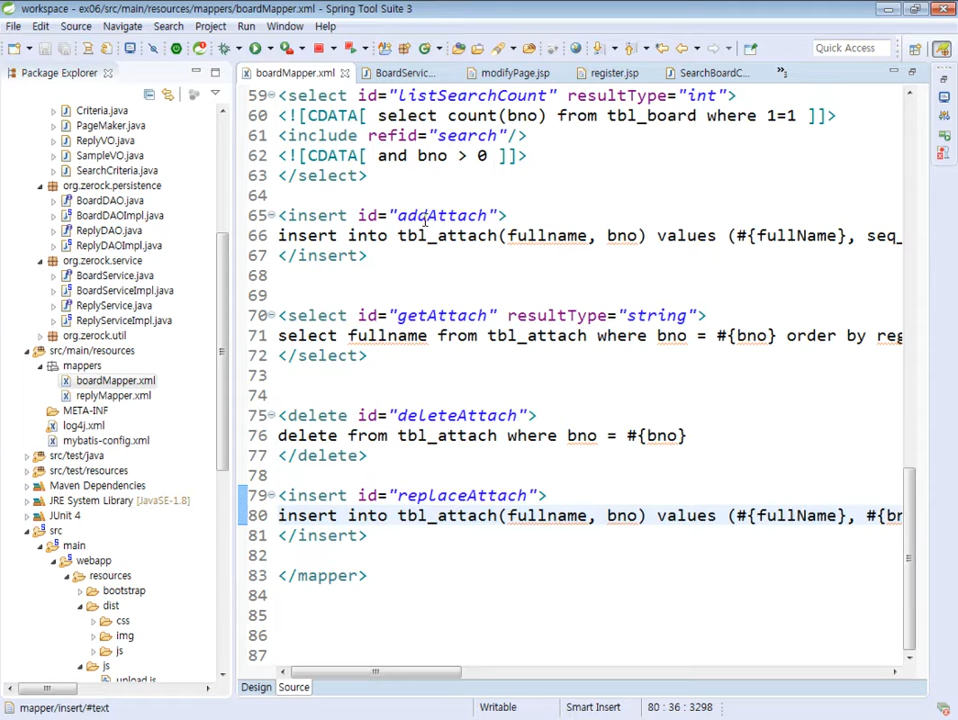 workspace - ex06/src/main/resources/mappers/boardMapper.xml - Spring Tool Suite 3
File Edit Source Navigate Search Project Run Window Help
Quick Access
Package Explorer
boardMapper.xml
BoardServic...
modifyPage.jsp
register.jsp
SearchBoardC...
Criteria.java
PageMaker.java
ReplyVO.java
SampleVO.java
SearchCriteria.java
org.zerock.persistence
BoardDAO.java
BoardDAOImpl.java
ReplyDAO.java
ReplyDAOImpl.java
org.zerock.service
BoardService.java
BoardServiceImpl.java
ReplyService.java
ReplyServiceImpl.java
org.zerock.util
src/main/resources
mappers
boardMapper.xml
replyMapper.xml
META-INF
log4j.xml
mybatis-config.xml
src/test/java
src/test/resources
Maven Dependencies
JRE System Library [JavaSE-1.8]
JUnit 4
src
main
webapp
resources
bootstrap
dist
css
img
js
js
upload.js
59 <select id="listSearchCount" resultType="int">
60 <![CDATA[ select count(bno) from tbl_board where 1=1 ]]>
61 <include refid="search"/>
62 <![CDATA[ and bno > 0 ]]>
63 </select>
64
65 <insert id="addAttach">
66 insert into tbl_attach(fullname, bno) values (#{fullName}, seq_
67 </insert>
68
69
70 <select id="getAttach" resultType="string">
71 select fullname from tbl_attach where bno = #{bno} order by reg
72 </select>
73
74
75 <delete id="deleteAttach">
76 delete from tbl_attach where bno = #{bno}
77 </delete>
78
79 <insert id="replaceAttach">
80 insert into tbl_attach(fullname, bno) values (#{fullName}, #{bn
81 </insert>
82
83 </mapper>
84
85
86
87
Design Source
mapper/insert/#text
Writable
Smart Insert
80 : 36 : 3298